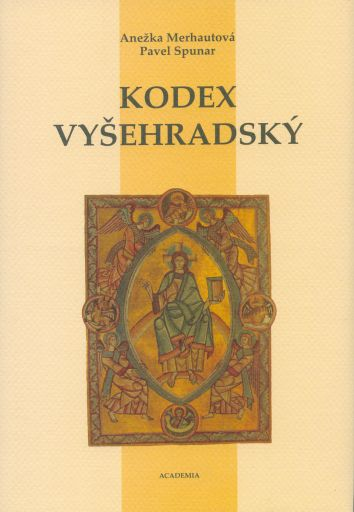 Anežka Merhautová
Pavel Spunar
KODEX
VYŠEHRADSKÝ
ACADEMIA